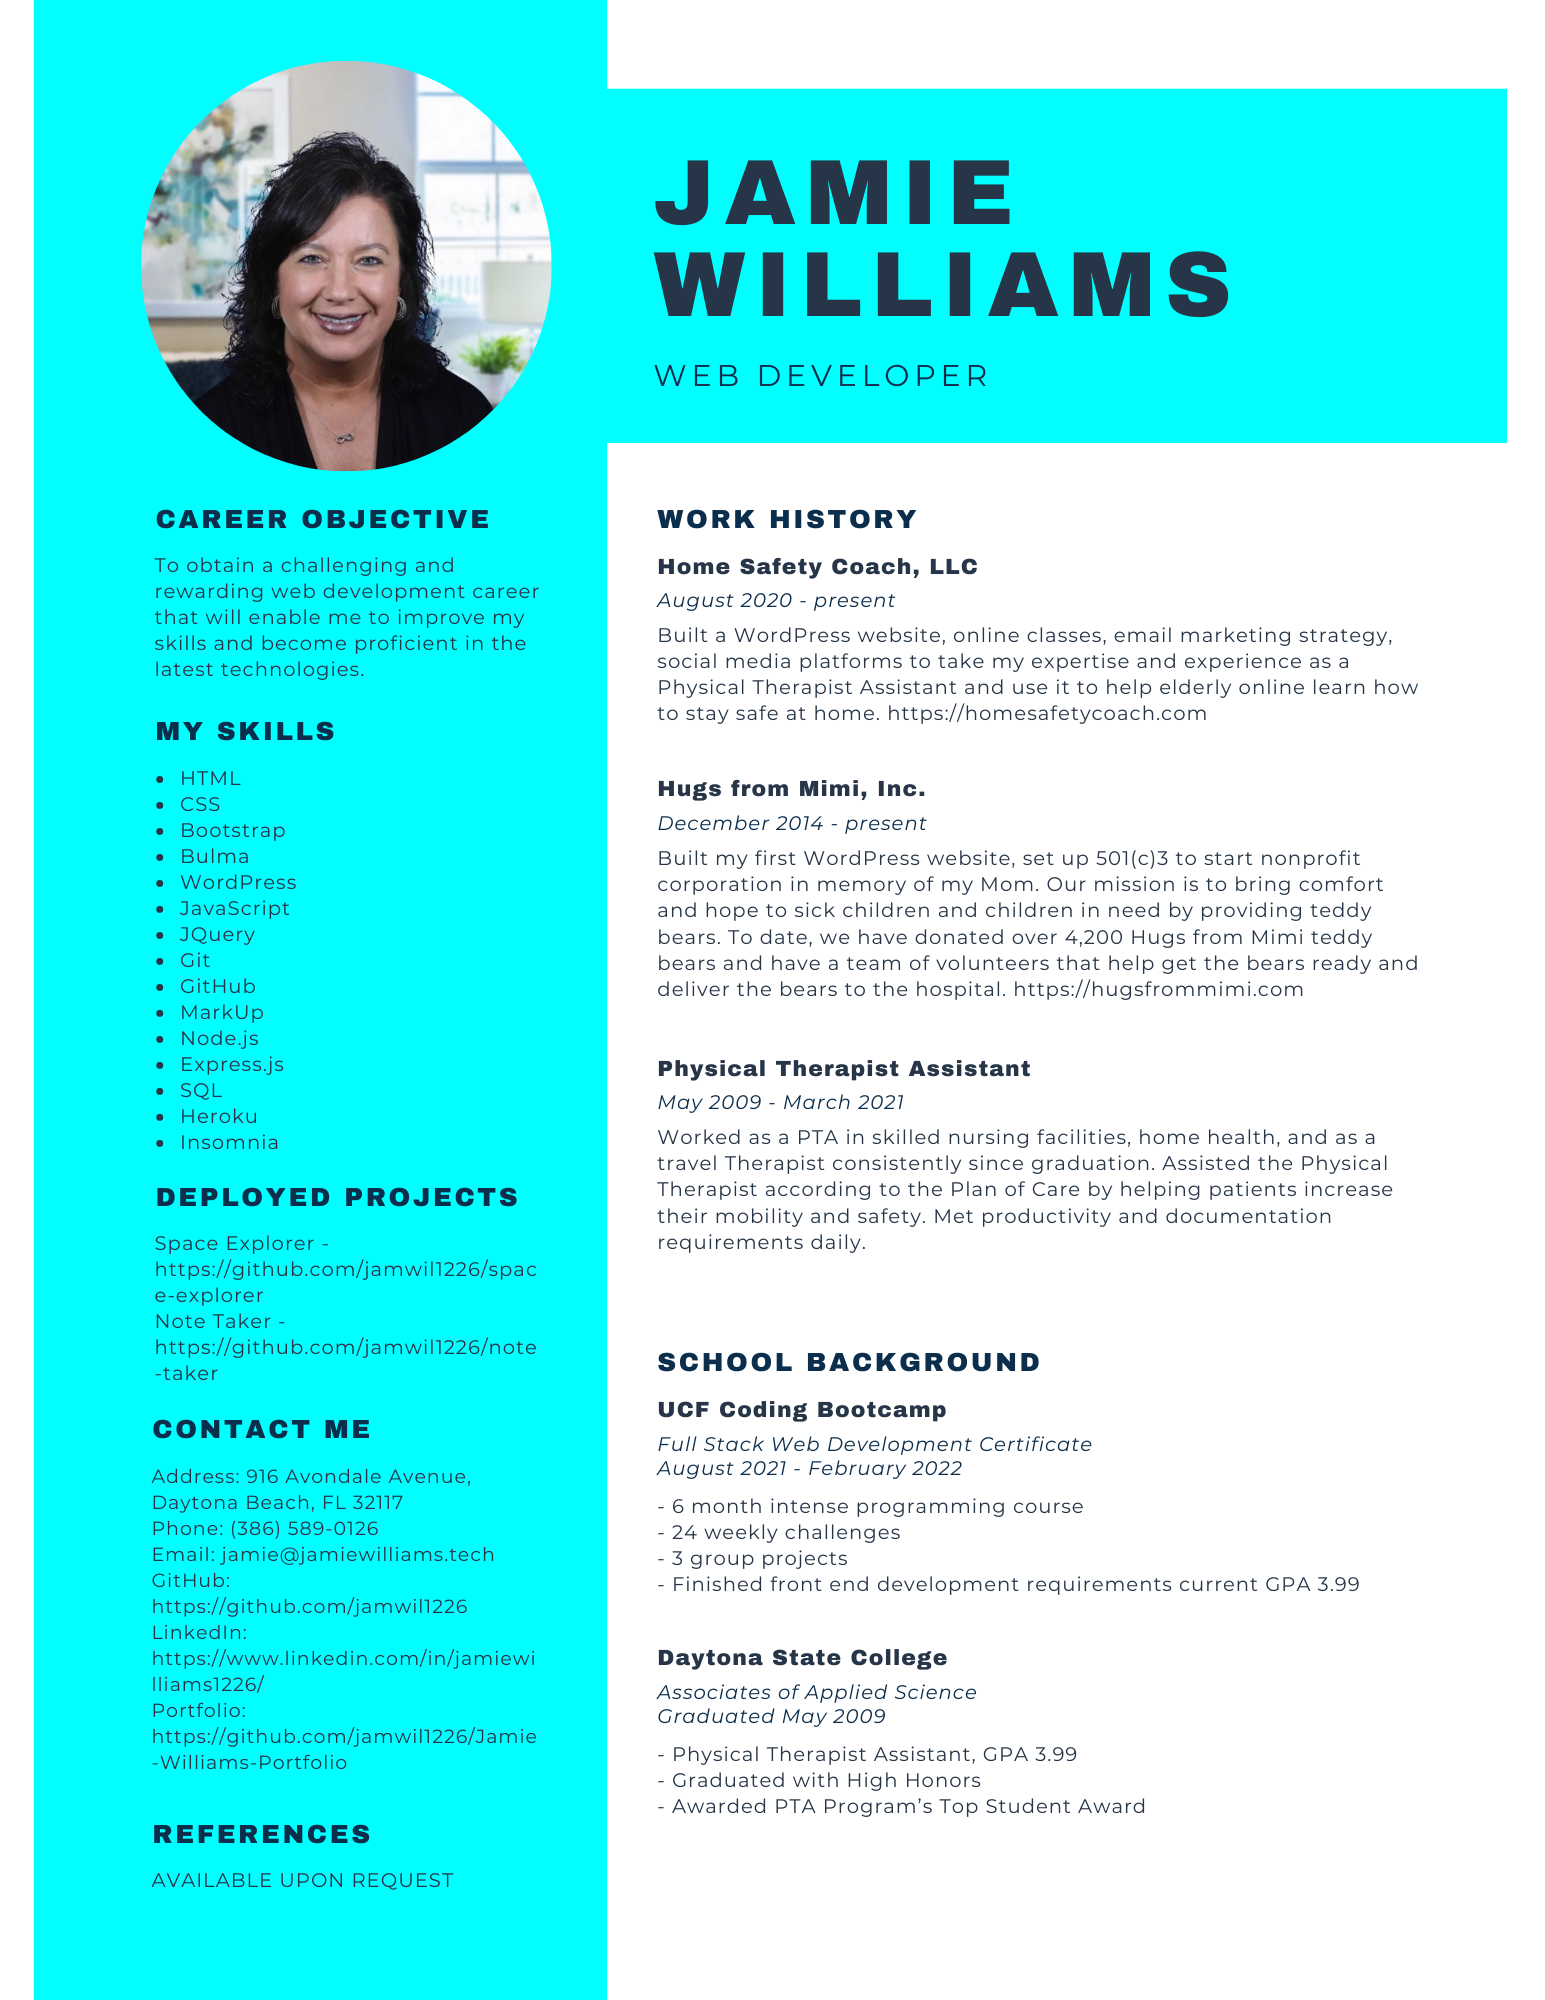 JAMIE
WILLIAMS
WEB DEVELOPER
CAREER OBJECTIVE
To obtain a challenging and
rewarding web development career
that will enable me to improve my
skills and become proficient in the
latest technologies.
MY SKILLS
• HTML
• CSS
• Bootstrap
• Bulma
• WordPress
• JavaScript
• JQuery
• Git
• GitHub
• MarkUp
• Node.js
• Express.js
• SQL
• Heroku
• Insomnia
DEPLOYED PROJECTS
Space Explorer -
https://github.com/jamwil1226/spac
e-explorer
Note Taker -
https://github.com/jamwil1226/note
-taker
CONTACT ME
Address: 916 Avondale Avenue,
Daytona Beach, FL 32117
Phone: (386) 589-0126
Email: jamie@jamiewilliams.tech
GitHub:
https://github.com/jamwil1226
LinkedIn:
https://www.linkedin.com/in/jamiewi
lliams1226/
Portfolio:
https://github.com/jamwil1226/Jamie
-Williams-Portfolio
REFERENCES
AVAILABLE UPON REQUEST
WORK HISTORY
Home Safety Coach, LLC
August 2020 - present
Built a WordPress website, online classes, email marketing strategy,
social media platforms to take my expertise and experience as a
Physical Therapist Assistant and use it to help elderly online learn how
to stay safe at home. https://homesafetycoach.com
Hugs from Mimi, Inc.
December 2014 - present
Built my first WordPress website, set up 501(c)3 to start nonprofit
corporation in memory of my Mom. Our mission is to bring comfort
and hope to sick children and children in need by providing teddy
bears. To date, we have donated over 4,200 Hugs from Mimi teddy
bears and have a team of volunteers that help get the bears ready and
deliver the bears to the hospital. https://hugsfrommimi.com
Physical Therapist Assistant
May 2009 - March 2021
Worked as a PTA in skilled nursing facilities, home health, and as a
travel Therapist consistently since graduation. Assisted the Physical
Therapist according to the Plan of Care by helping patients increase
their mobility and safety. Met productivity and documentation
requirements daily.
SCHOOL BACKGROUND
UCF Coding Bootcamp
Full Stack Web Development Certificate
August 2021 - February 2022
- 6 month intense programming course
- 24 weekly challenges
- 3 group projects
- Finished front end development requirements current GPA 3.99
Daytona State College
Associates of Applied Science
Graduated May 2009
- Physical Therapist Assistant, GPA 3.99
- Graduated with High Honors
- Awarded PTA Program’s Top Student Award